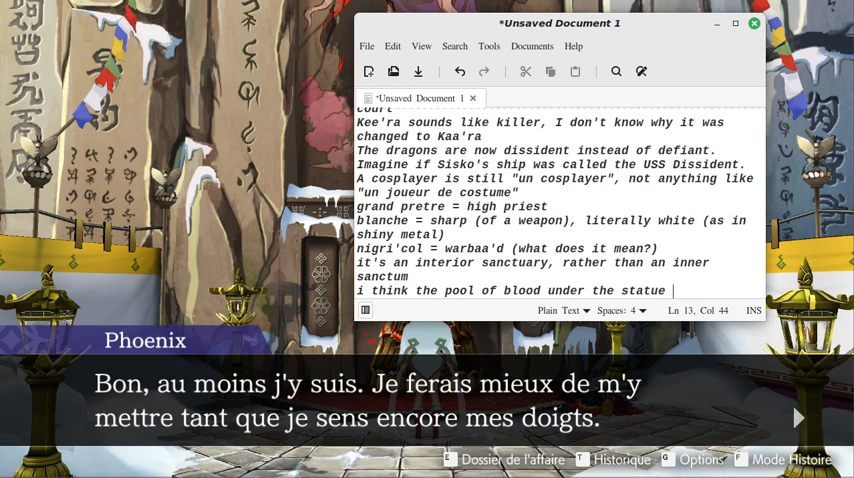 *Unsaved Document 1
File Edit View Search Tools Documents Help
*Unsaved Document 1
court
Kee'ra sounds like killer, I don't know why it was
changed to Kaa'ra
The dragons are now dissident instead of defiant.
Imagine if Sisko's ship was called the USS Dissident.
A cosplayer is still "un cosplayer", not anything like
"un joueur de costume"
grand pretre = high priest
blanche = sharp (of a weapon), literally white (as in
shiny metal)
nigri'col = warbaa'd (what does it mean?)
it's an interior sanctuary, rather than an inner
sanctum
i think the pool of blood under the statue
Plain Text Spaces: 4 Ln 13, Col 44 INS
Phoenix
Bon, au moins j'y suis. Je ferais mieux de m'y
mettre tant que je sens encore mes doigts.
E Dossier de l'affaire T Historique G Options F Mode Histoire